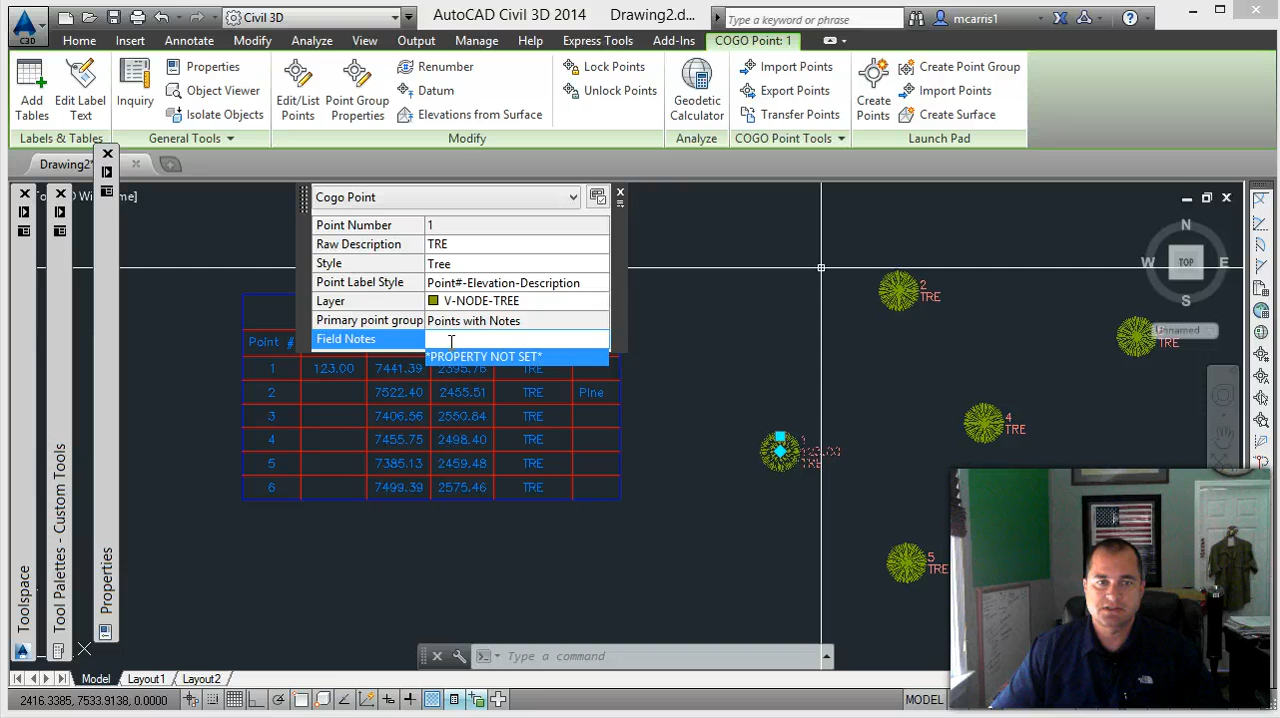 Civil 3D
AutoCAD Civil 3D 2014 Drawing2.d...
Type a keyword or phrase
mcarris1
C3D
Home Insert Annotate Modify Analyze View Output Manage Help Express Tools Add-Ins COGO Point: 1
Add Tables
Edit Label Text
Labels & Tables
Inquiry
Properties
Object Viewer
Isolate Objects
General Tools
Edit/List Points
Point Group Properties
Renumber
Datum
Elevations from Surface
Lock Points
Unlock Points
Modify
Geodetic Calculator
Analyze
Import Points
Export Points
Transfer Points
COGO Point Tools
Create Points
Create Point Group
Import Points
Create Surface
Launch Pad
Drawing2*
Cogo Point
Point Number 1
Raw Description TRE
Style Tree
Point Label Style Point#-Elevation-Description
Layer V-NODE-TREE
Primary point group Points with Notes
Field Notes
*PROPERTY NOT SET*
Point #
1 123.00 7441.39 2395.76 TRE
2 7522.40 2455.51 TRE Pine
3 7406.56 2550.84 TRE
4 7455.75 2498.40 TRE
5 7385.13 2459.48 TRE
6 7499.39 2575.46 TRE
N
W TOP E
S
Unnamed
2
TRE
TRE
4
TRE
1
123.00
TRE
5
TRE
Toolspace
Tool Palettes - Custom Tools
Properties
Type a command
Model Layout1 Layout2
2416.3385, 7533.9138, 0.0000
MODEL